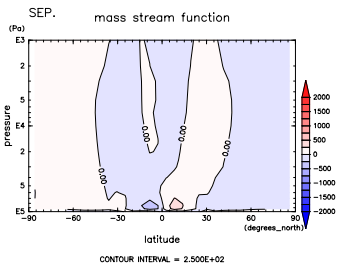 SEP.
mass stream function
(Pa)
E3
2
5
E4
2
5
E5
pressure
0.00
0.00
0.00
0.00
0.00
-90 -60 -30 0 30 60 90
(degrees_north)
latitude
2000
1500
1000
500
0
-500
-1000
-1500
-2000
CONTOUR INTERVAL = 2.500E+02